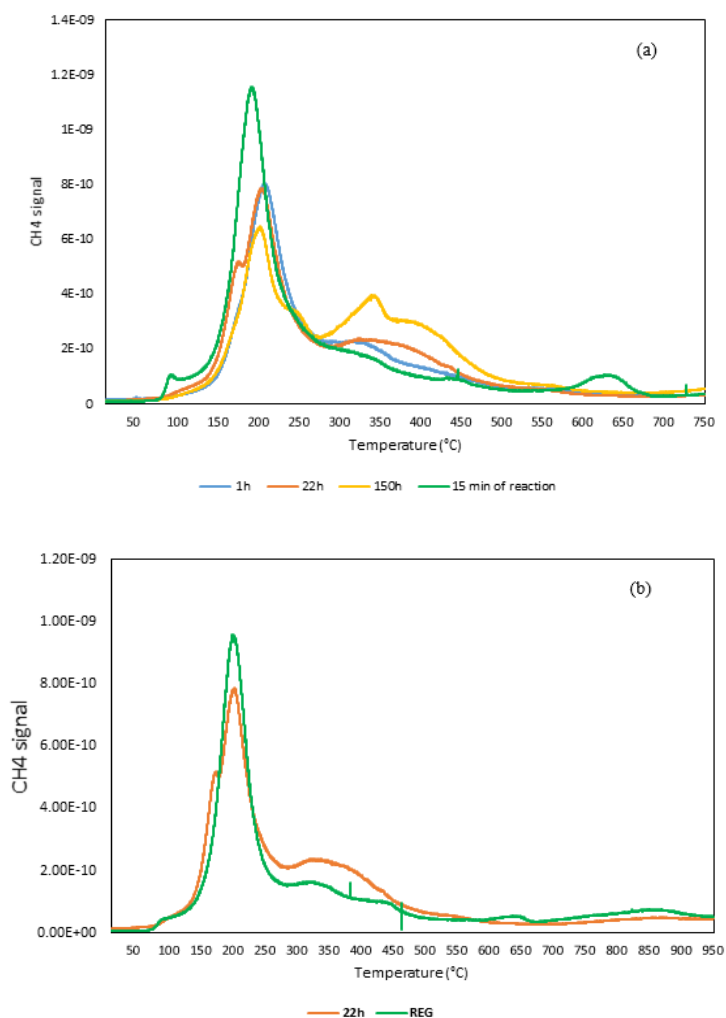 1.4E-09
(a)
1.2E-09
1E-09
8E-10
6E-10
4E-10
2E-10
0
CH4 signal
50 100 150 200 250 300 350 400 450 500 550 600 650 700 750
Temperature (°C)
1h 22h 150h 15 min of reaction
1.20E-09
(b)
1.00E-09
8.00E-10
6.00E-10
4.00E-10
2.00E-10
0.00E+00
CH4 signal
50 100 150 200 250 300 350 400 450 500 550 600 650 700 750 800 850 900 950
Temperature (°C)
22h REG